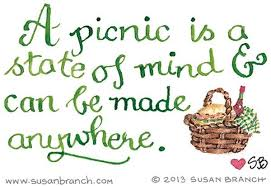 A picnic is a
state of mind &
can be made
anywhere.
SB
www.susanbranch.com
© 2013 SUSAN BRANCH